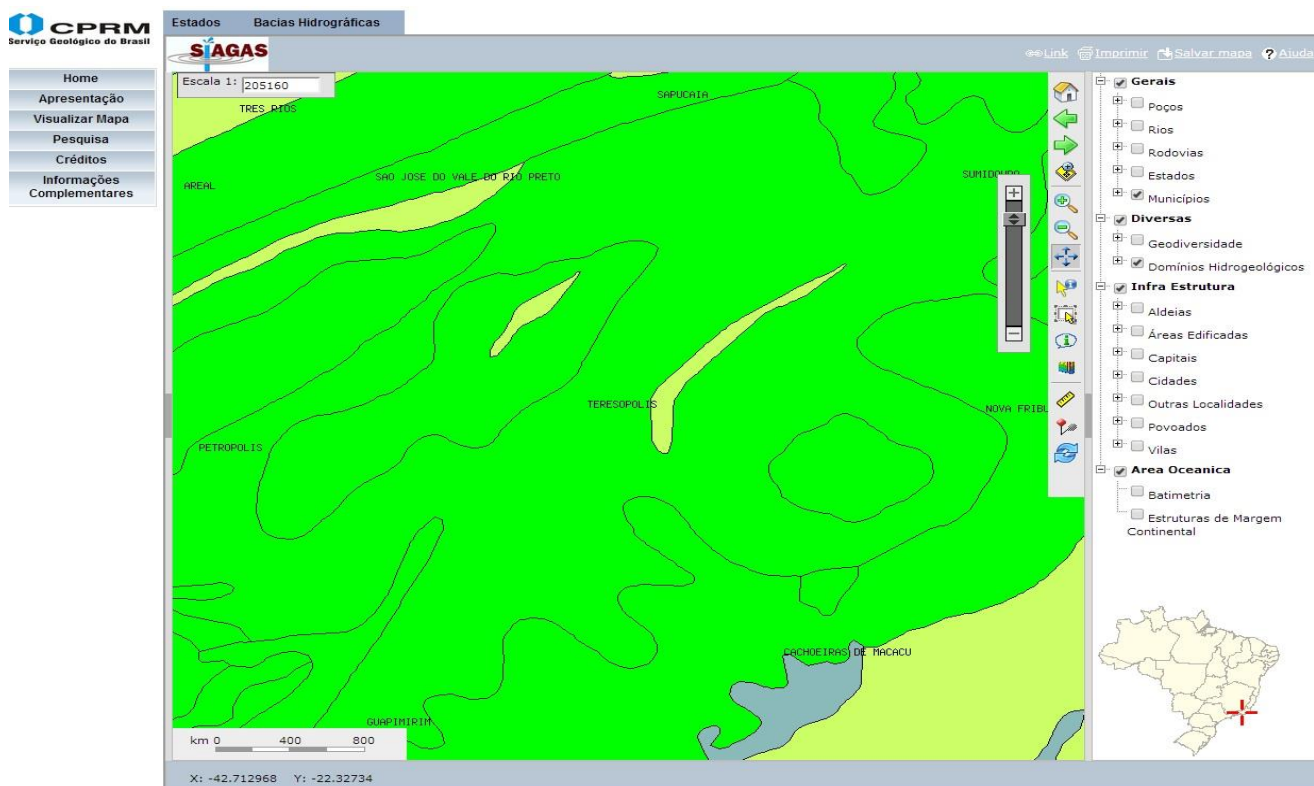 CPRM
Serviço Geológico do Brasil
Home
Apresentação
Visualizar Mapa
Pesquisa
Créditos
Informações
Complementares
Estados Bacias Hidrográficas
SIAGAS
Link Imprimir Salvar mapa ? Ajuda
Escala 1: 205160
TRES RIOS
SAPUCAIA
AREAL
SAO JOSE DO VALE DO RIO PRETO
SUMIDOURO
TERESOPOLIS
NOVA FRIBU
PETROPOLIS
CACHOEIRAS DE MACACU
GUAPIMIRIM
km 0 400 800
X: -42.712968 Y: -22.32734
Gerais
Poços
Rios
Rodovias
Estados
Municípios
Diversas
Geodiversidade
Domínios Hidrogeológicos
Infra Estrutura
Aldeias
Áreas Edificadas
Capitais
Cidades
Outras Localidades
Povoados
Vilas
Area Oceanica
Batimetria
Estruturas de Margem
Continental